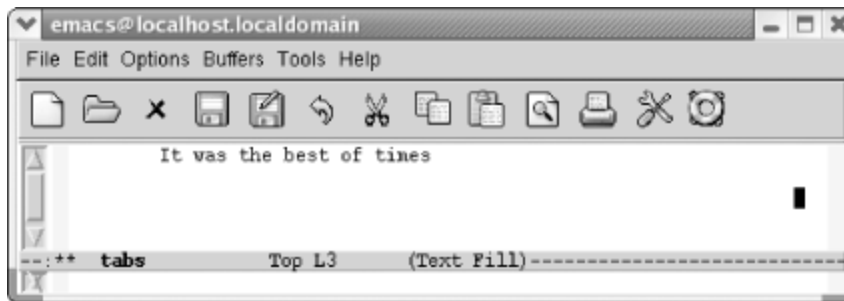 emacs@localhost.localdomain
File Edit Options Buffers Tools Help
It was the best of times
--:** tabs Top L3 (Text Fill)----------------------------